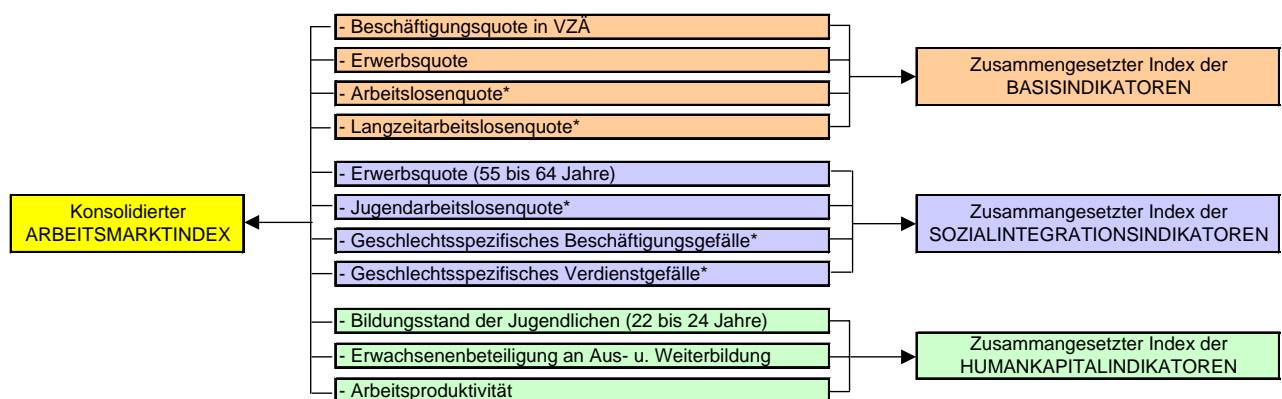 - Beschäftigungsquote in VZÄ
- Erwerbsquote
- Arbeitslosenquote*
- Langzeitarbeitslosenquote*
Zusammengesetzter Index der
BASISINDIKATOREN
- Erwerbsquote (55 bis 64 Jahre)
- Jugendarbeitslosenquote*
- Geschlechtsspezifisches Beschäftigungsgefälle*
- Geschlechtsspezifisches Verdienstgefälle*
Konsolidierter
ARBEITSMARKTINDEX
Zusammangesetzter Index der
SOZIALINTEGRATIONSINDIKATOREN
- Bildungsstand der Jugendlichen (22 bis 24 Jahre)
- Erwachsenenbeteiligung an Aus- u. Weiterbildung
- Arbeitsproduktivität
Zusammangesetzter Index der
HUMANKAPITALINDIKATOREN